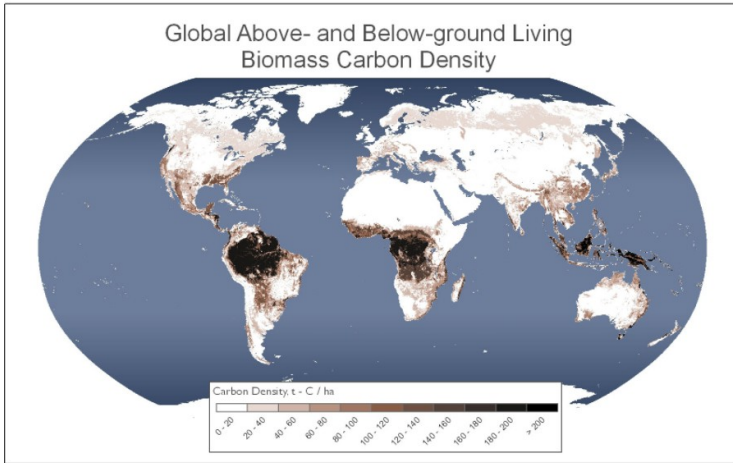 Global Above- and Below-ground Living
Biomass Carbon Density
Carbon Density, t - C / ha
0 - 20
20 - 40
40 - 60
60 - 80
80 - 100
100 - 120
120 - 140
140 - 160
160 - 180
180 - 200
> 200